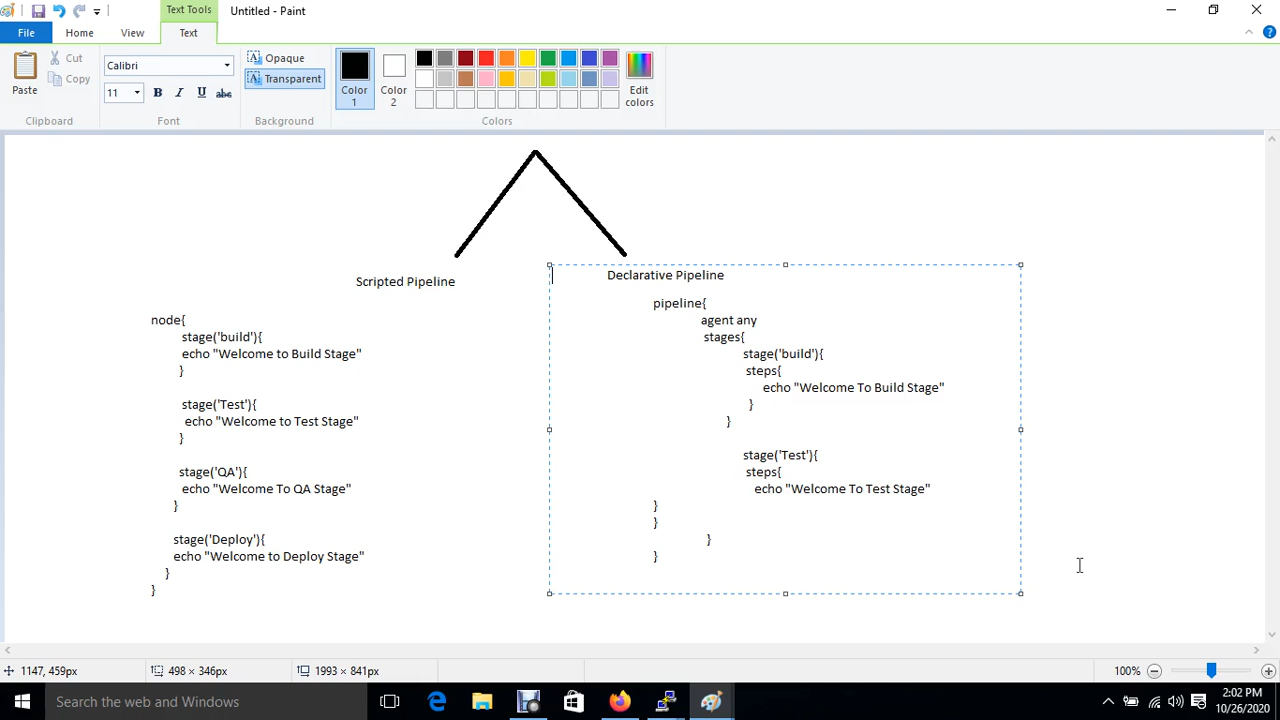 Text Tools
Untitled - Paint
File
Home
View
Text
Paste
Cut
Copy
Clipboard
Calibri
11
B I U abc
Font
Opaque
Transparent
Background
Color 1
Color 2
Edit colors
Colors
Scripted Pipeline
node{
stage('build'){
echo "Welcome to Build Stage"
}
stage('Test'){
echo "Welcome to Test Stage"
}
stage('QA'){
echo "Welcome To QA Stage"
}
stage('Deploy'){
echo "Welcome to Deploy Stage"
}
}
Declarative Pipeline
pipeline{
agent any
stages{
stage('build'){
steps{
echo "Welcome To Build Stage"
}
}
stage('Test'){
steps{
echo "Welcome To Test Stage"
}
}
}
}
1147, 459px
498 × 346px
1993 × 841px
100%
Search the web and Windows
2:02 PM
10/26/2020